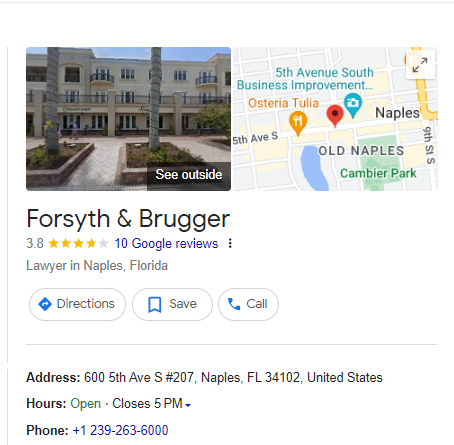 5th Avenue South
Business Improvement...
Osteria Tulia
Naples
5th Ave S
OLD NAPLES
9th St S
Cambier Park
See outside
Forsyth & Brugger
3.8 10 Google reviews
Lawyer in Naples, Florida
Directions Save Call
Address: 600 5th Ave S #207, Naples, FL 34102, United States
Hours: Open · Closes 5 PM
Phone: +1 239-263-6000